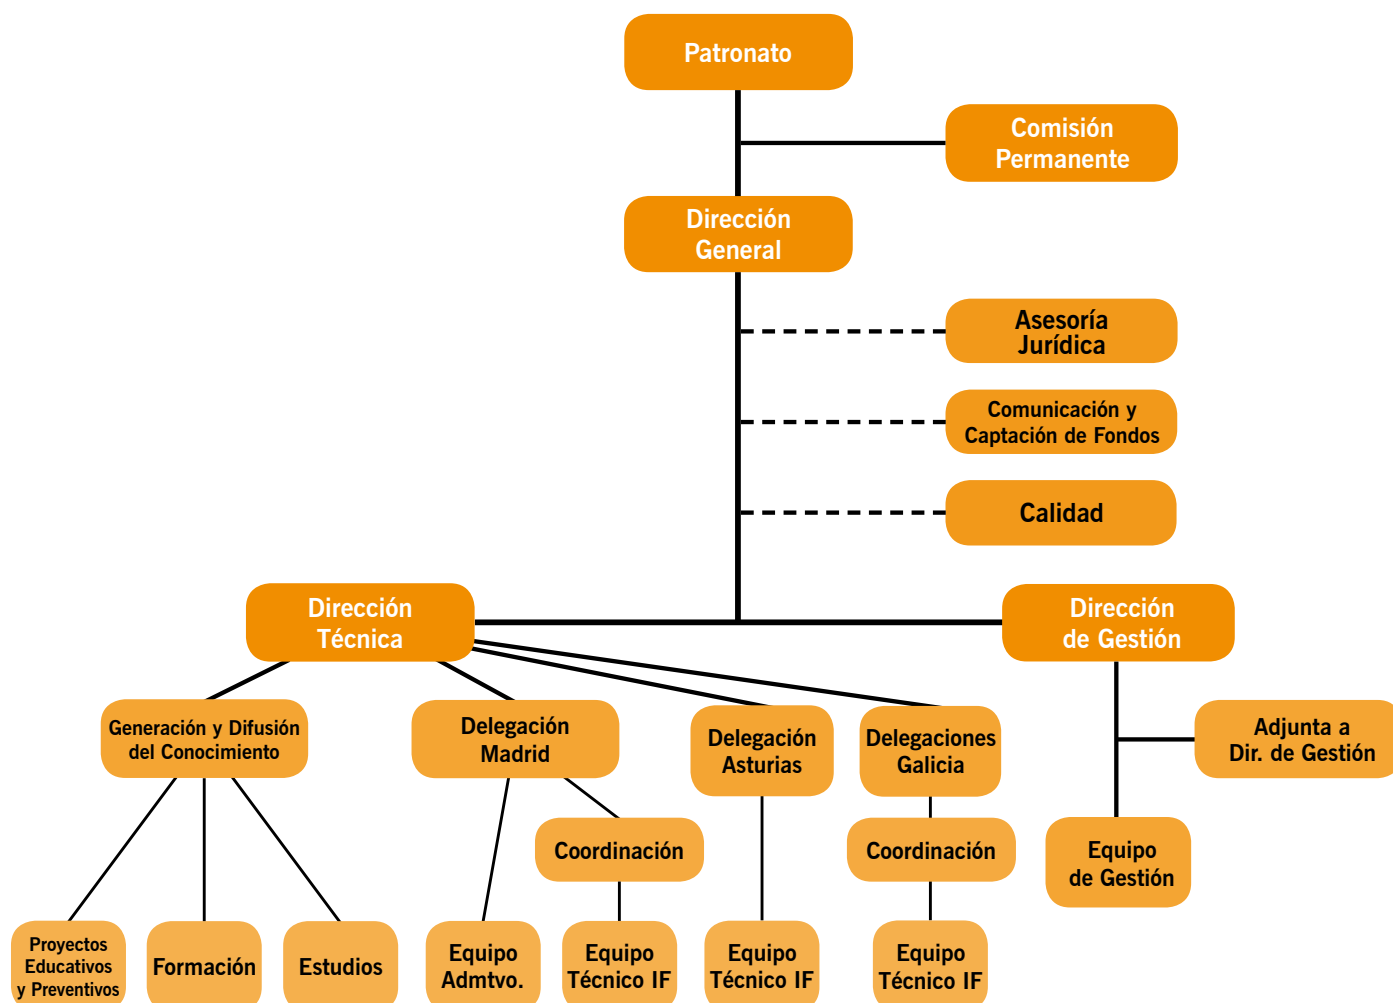 Patronato
Comisión
Permanente
Dirección
General
Asesoría
Jurídica
Comunicación y
Captación de Fondos
Calidad
Dirección
Técnica
Dirección
de Gestión
Generación y Difusión
del Conocimiento
Delegación
Madrid
Delegación
Asturias
Delegaciones
Galicia
Adjunta a
Dir. de Gestión
Coordinación
Coordinación
Equipo
de Gestión
Proyectos
Educativos
y Preventivos
Formación
Estudios
Equipo
Admtvo.
Equipo
Técnico IF
Equipo
Técnico IF
Equipo
Técnico IF